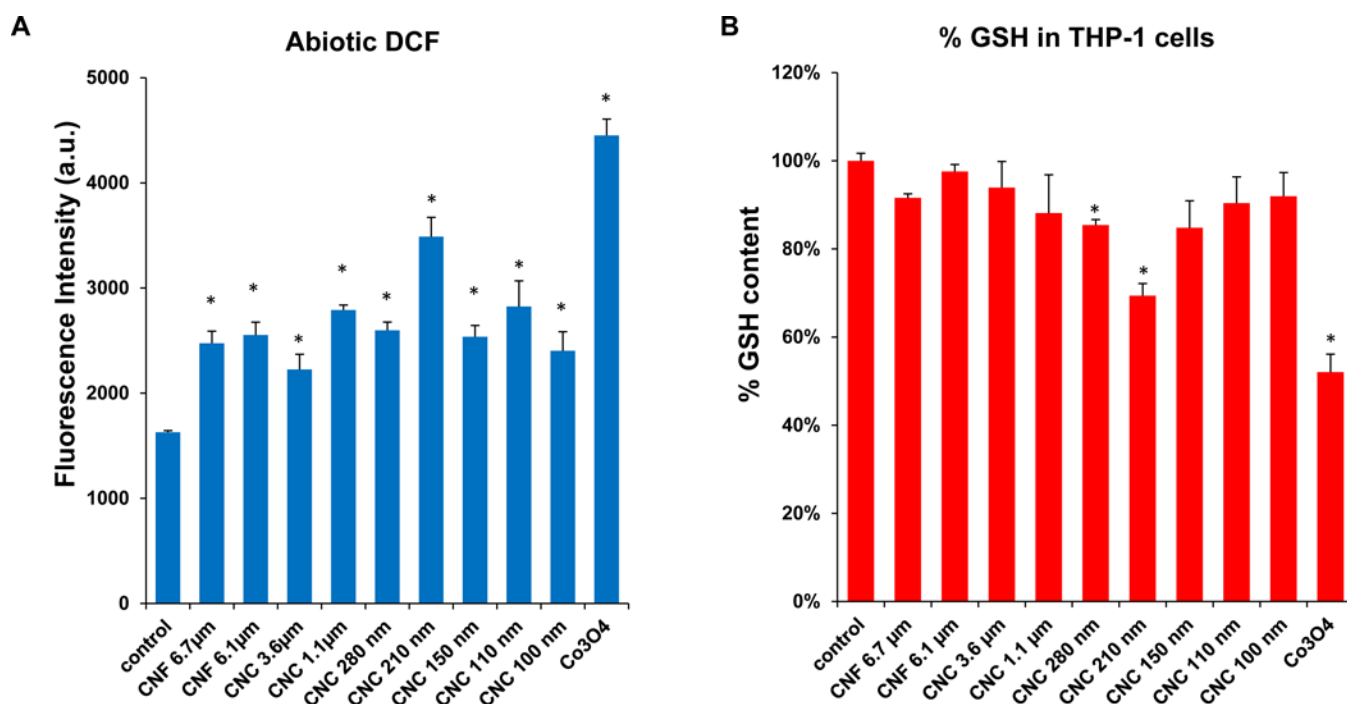 A
Abiotic DCF
Fluorescence Intensity (a.u.)
5000
4000
3000
2000
1000
0
*
*
*
*
*
*
*
*
*
*
control
CNF 6.7µm
CNF 6.1µm
CNC 3.6µm
CNC 1.1µm
CNC 280 nm
CNC 210 nm
CNC 150 nm
CNC 110 nm
CNC 100 nm
Co3O4
B
% GSH in THP-1 cells
% GSH content
120%
100%
80%
60%
40%
20%
0%
*
*
*
control
CNF 6.7 µm
CNF 6.1 µm
CNC 3.6 µm
CNC 1.1 µm
CNC 280 nm
CNC 210 nm
CNC 150 nm
CNC 110 nm
CNC 100 nm
Co3O4